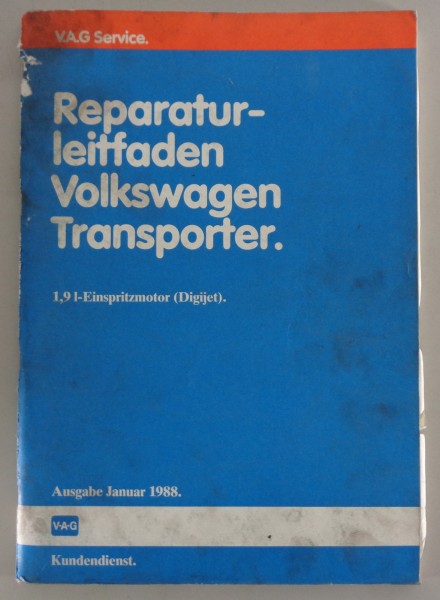 V.A.G Service.
Reparatur-
leitfaden
Volkswagen
Transporter.
1,9 l-Einspritzmotor (Digijet).
Ausgabe Januar 1988.
V·A·G
Kundendienst.